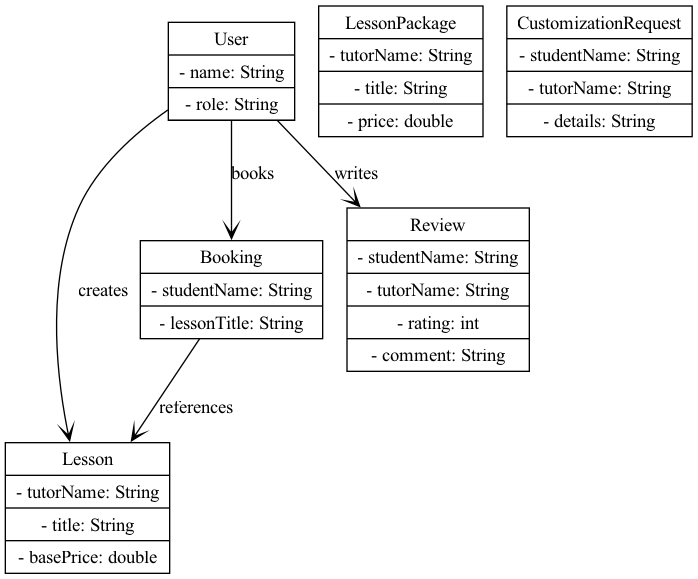 User
- name: String
- role: String
LessonPackage
- tutorName: String
- title: String
- price: double
CustomizationRequest
- studentName: String
- tutorName: String
- details: String
books
writes
creates
Booking
- studentName: String
- lessonTitle: String
Review
- studentName: String
- tutorName: String
- rating: int
- comment: String
references
Lesson
- tutorName: String
- title: String
- basePrice: double